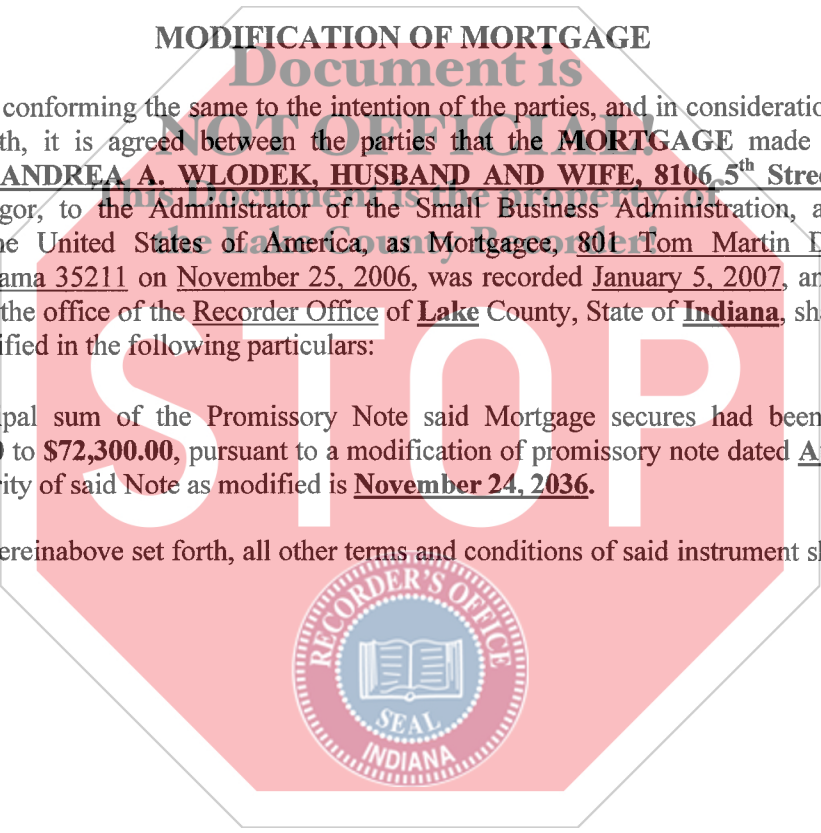 MODIFICATION OF MORTGAGE
Document is
conforming the same to the intention of the parties, and in consideratio
th, it is agreed between the parties that the MORTGAGE made
NOT OFFICIAL!
ANDREA A. WLODEK, HUSBAND AND WIFE, 8106 5th Stree
This Document is the property of
gor, to the Administrator of the Small Business Administration, a
the Lake County Recorder!
e United States of America, as Mortgagee, 801 Tom Martin D
ama 35211 on November 25, 2006, was recorded January 5, 2007, an
the office of the Recorder Office of Lake County, State of Indiana, sh
ified in the following particulars:
STOP
ipal sum of the Promissory Note said Mortgage secures had been
0 to $72,300.00, pursuant to a modification of promissory note dated A
rity of said Note as modified is November 24, 2036.
ereinabove set forth, all other terms and conditions of said instrument sh
RECORDER'S OFFICE
SEAL
INDIANA